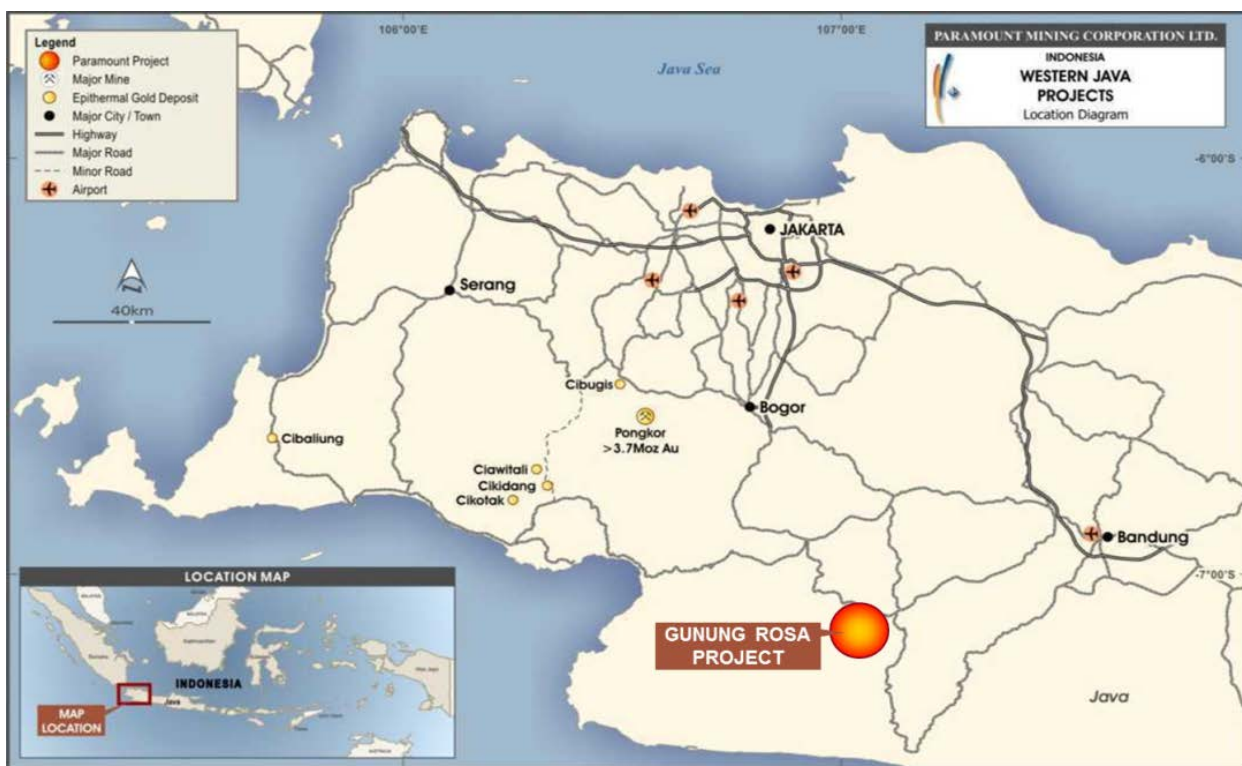 106°00'E
107°00'E
Legend
Paramount Project
Major Mine
Epithermal Gold Deposit
Major City / Town
Highway
Major Road
Minor Road
Airport
PARAMOUNT MINING CORPORATION LTD.
INDONESIA
WESTERN JAVA
PROJECTS
Location Diagram
Java Sea
-6°00'S
JAKARTA
Serang
40km
Cibugis
Bogor
Pongkor
>3.7Moz Au
Cibaliung
Ciawitali
Cikidang
Cikotak
Bandung
-7°00'S
GUNUNG ROSA
PROJECT
Java
LOCATION MAP
INDONESIA
Java
MAP
LOCATION